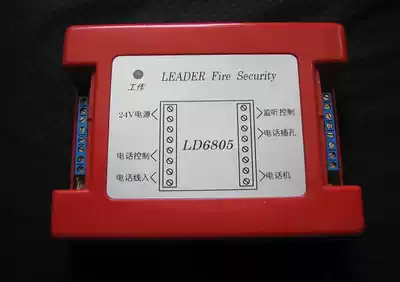 LEADER Fire Security
工作
24V电源
监听控制
电话插孔
LD6805
电话控制
电话线入
电话机